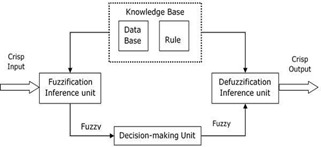 Knowledge Base
Data
Base
Rule
Crisp
Input
Crisp
Output
Fuzzification
Inference unit
Defuzzification
Inference unit
Fuzzy
Decision-making Unit
Fuzzy